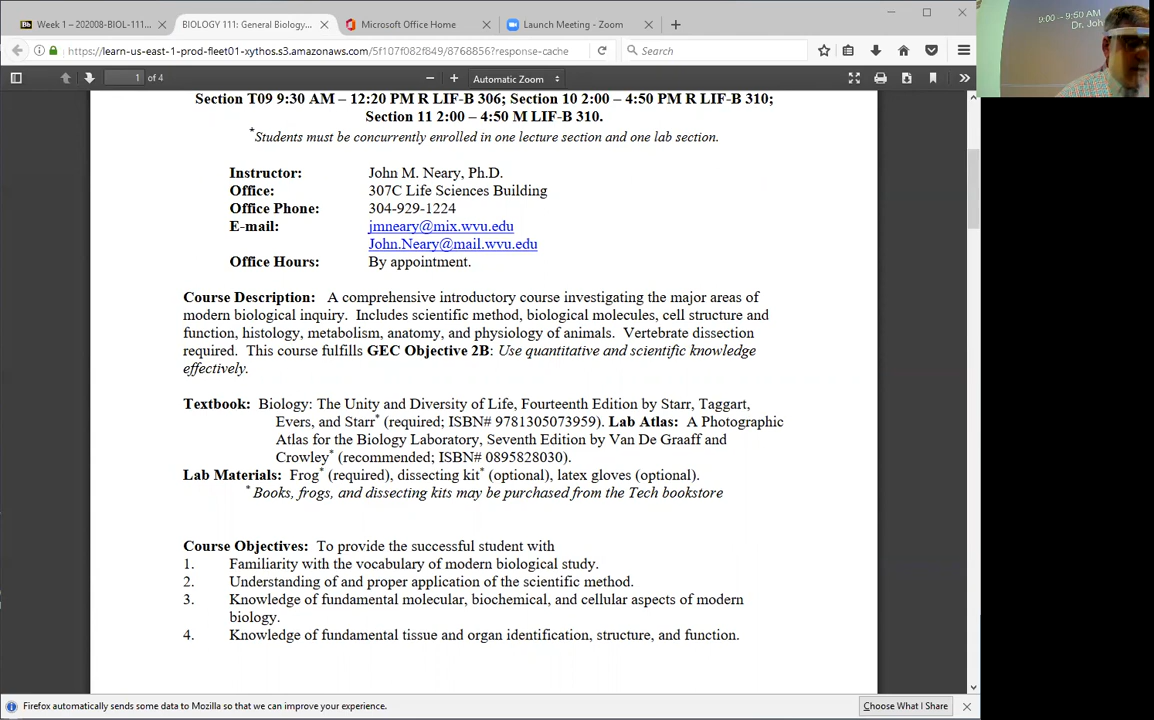 Week 1 – 202008-BIOL-111
BIOLOGY 111: General Biology
Microsoft Office Home
Launch Meeting - Zoom
https://learn-us-east-1-prod-fleet01-xythos.s3.amazonaws.com/5f107f082f849/8768856?response-cache
Search
1 of 4
Automatic Zoom
9:00 – 9:50 AM
Dr. Joh
Section T09 9:30 AM – 12:20 PM R LIF-B 306; Section 10 2:00 – 4:50 PM R LIF-B 310;
Section 11 2:00 – 4:50 M LIF-B 310.
*Students must be concurrently enrolled in one lecture section and one lab section.
Instructor: John M. Neary, Ph.D.
Office: 307C Life Sciences Building
Office Phone: 304-929-1224
E-mail: jmneary@mix.wvu.edu
John.Neary@mail.wvu.edu
Office Hours: By appointment.
Course Description: A comprehensive introductory course investigating the major areas of
modern biological inquiry. Includes scientific method, biological molecules, cell structure and
function, histology, metabolism, anatomy, and physiology of animals. Vertebrate dissection
required. This course fulfills GEC Objective 2B: Use quantitative and scientific knowledge
effectively.
Textbook: Biology: The Unity and Diversity of Life, Fourteenth Edition by Starr, Taggart,
Evers, and Starr* (required; ISBN# 9781305073959). Lab Atlas: A Photographic
Atlas for the Biology Laboratory, Seventh Edition by Van De Graaff and
Crowley* (recommended; ISBN# 0895828030).
Lab Materials: Frog* (required), dissecting kit* (optional), latex gloves (optional).
*Books, frogs, and dissecting kits may be purchased from the Tech bookstore
Course Objectives: To provide the successful student with
1. Familiarity with the vocabulary of modern biological study.
2. Understanding of and proper application of the scientific method.
3. Knowledge of fundamental molecular, biochemical, and cellular aspects of modern
biology.
4. Knowledge of fundamental tissue and organ identification, structure, and function.
Firefox automatically sends some data to Mozilla so that we can improve your experience.
Choose What I Share